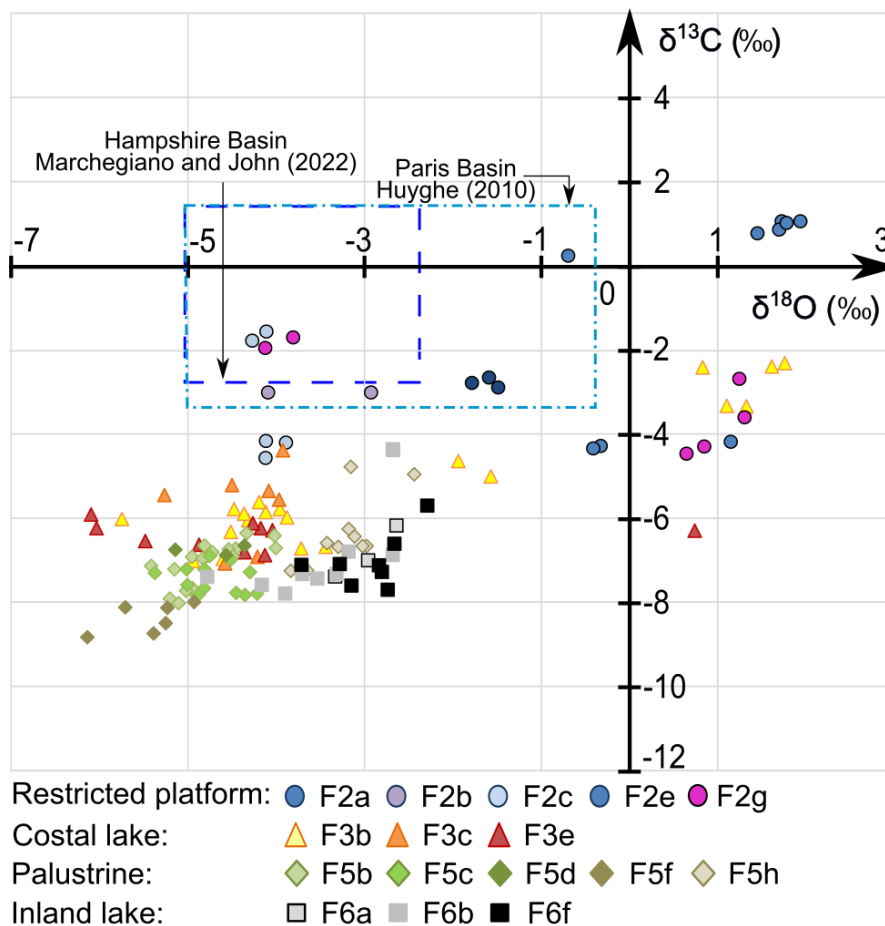 δ13C (‰)
4
Hampshire Basin
Marchegiano and John (2022)
Paris Basin
Huyghe (2010)
2
-7
-5
-3
-1
1
3
0
δ18O (‰)
-2
-4
-6
-8
-10
-12
Restricted platform: F2a F2b F2c F2e F2g
Costal lake: F3b F3c F3e
Palustrine: F5b F5c F5d F5f F5h
Inland lake: F6a F6b F6f